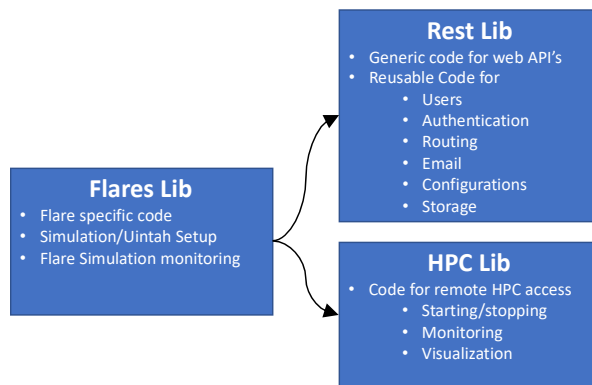 Rest Lib
• Generic code for web API's
• Reusable Code for
• Users
• Authentication
• Routing
• Email
• Configurations
• Storage
Flares Lib
• Flare specific code
• Simulation/Uintah Setup
• Flare Simulation monitoring
HPC Lib
• Code for remote HPC access
• Starting/stopping
• Monitoring
• Visualization